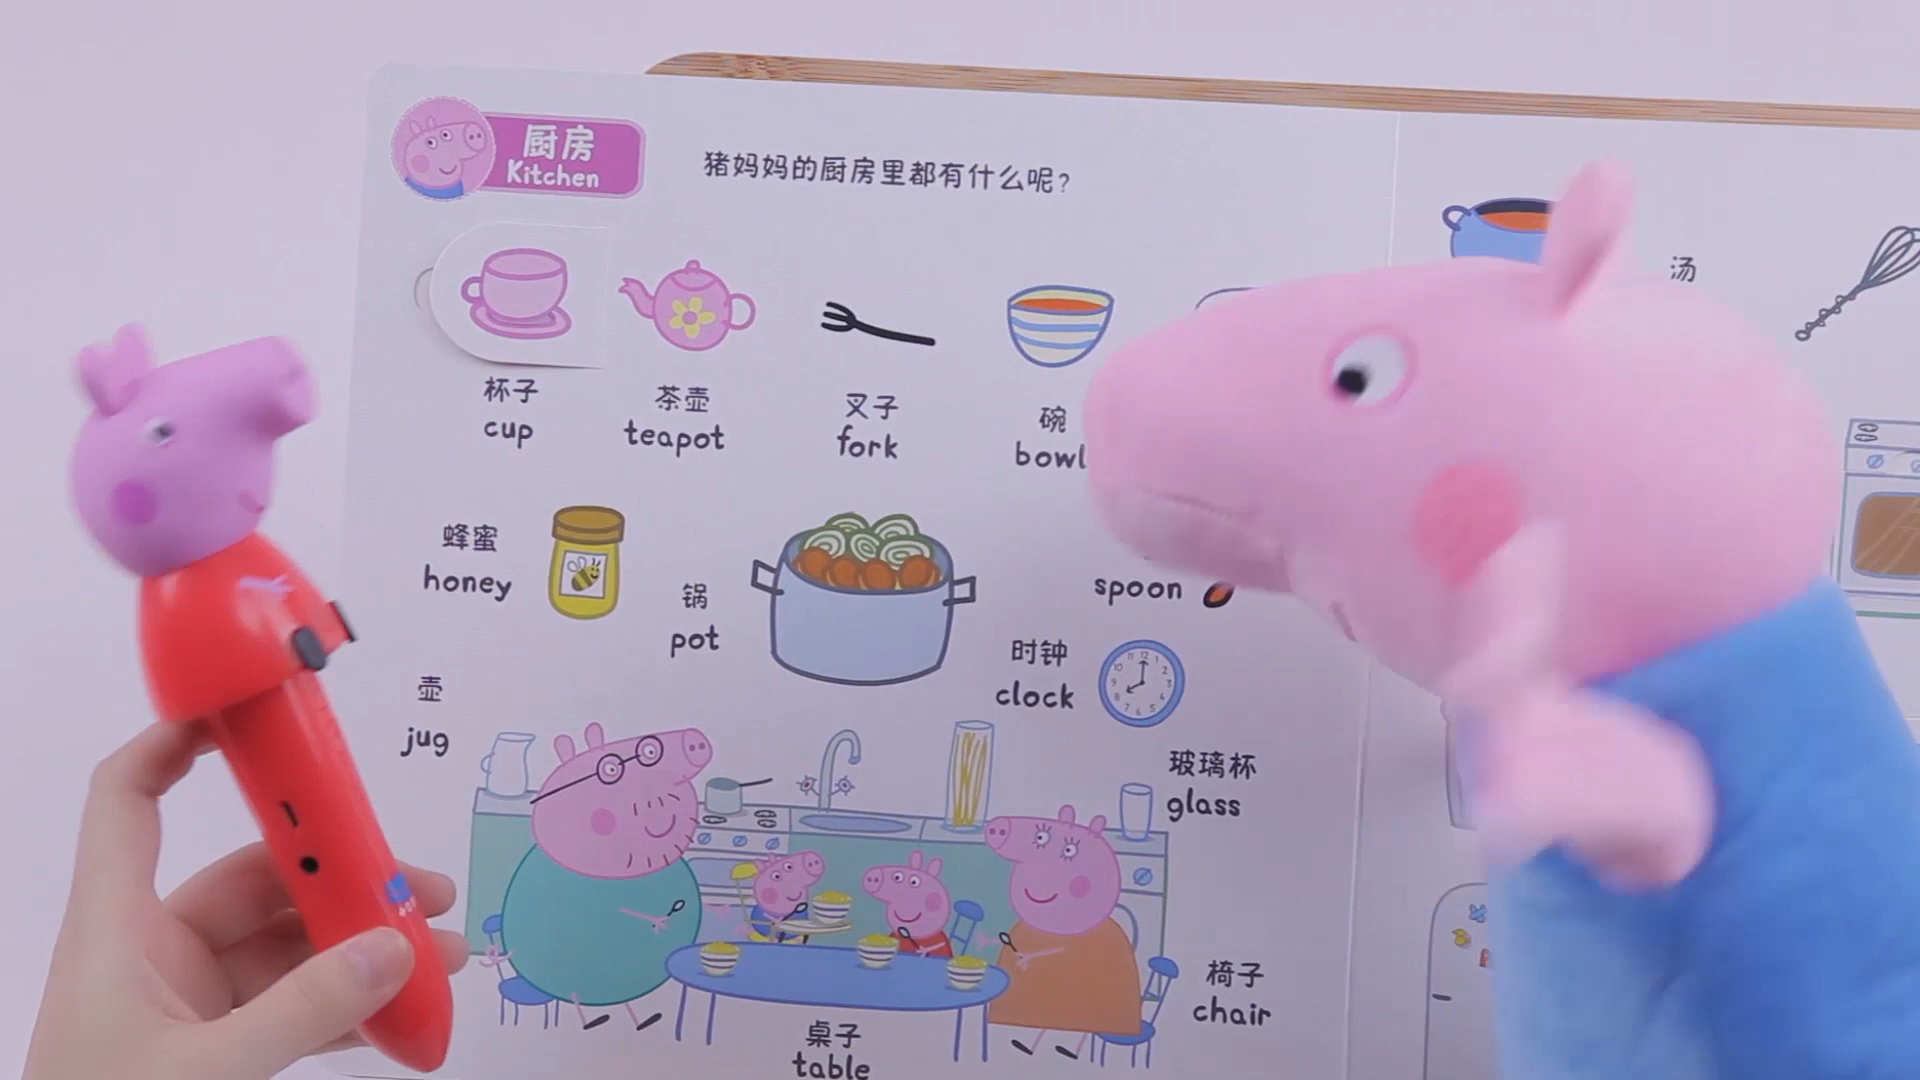 厨房
Kitchen
猪妈妈的厨房里都有什么呢?
杯子
cup
茶壶
teapot
叉子
fork
碗
bowl
汤
蜂蜜
honey
锅
pot
spoon
时钟
clock
壶
jug
玻璃杯
glass
椅子
chair
桌子
table